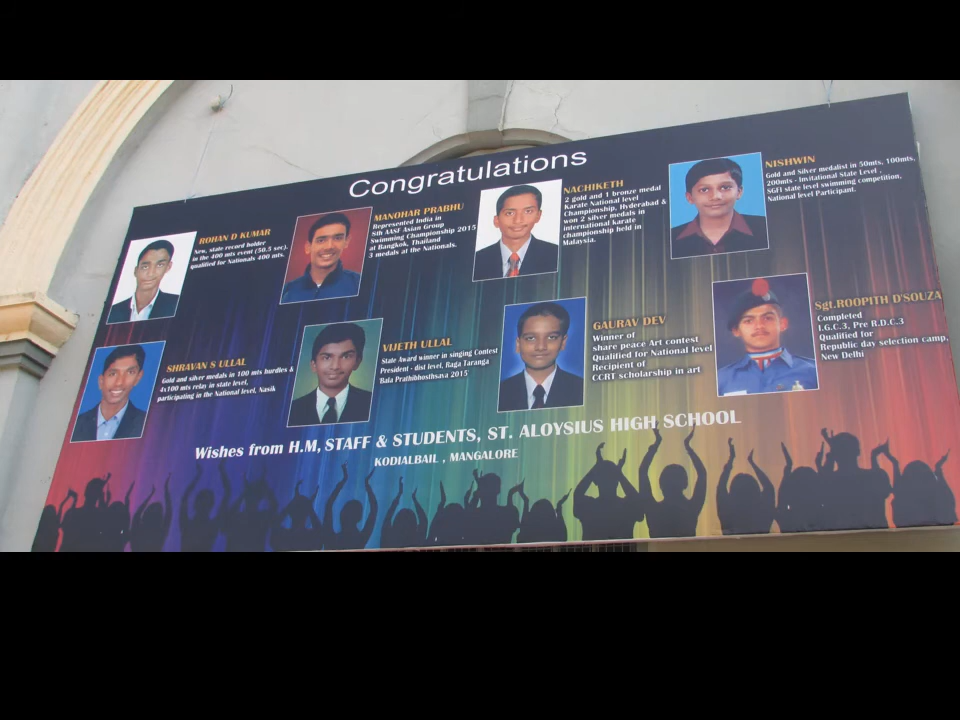 Congratulations
ROHAN D KUMAR
New, state record holder
in the 400 mts event (50.5 sec).
qualified for Nationals 400 mts.
MANOHAR PRABHU
Represented India in
8th AASF Asian Group
Swimming Championship 2015
at Bangkok, Thailand
3 medals at the Nationals.
NACHIKETH
2 gold and 1 bronze medal
Karate National level
Championship, Hyderabad &
won 2 silver medals in
international karate
championship held in
Malaysia.
NISHWIN
Gold and Silver medalist in 50mts, 100mts,
200mts - Invitational State Level ,
SGFI state level swimming competition,
National level Participant.
SHRAVAN S ULLAL
Gold and silver medals in 100 mts hurdles &
4x100 mts relay in state level,
participating in the National level, Nasik
VIJETH ULLAL
State Award winner in singing Contest
President - dist level, Raga Taranga
Bala Prathibhosthsava 2015
GAURAV DEV
Winner of
share peace Art contest
Qualified for National level
Recipient of
CCRT scholarship in art
Sgt.ROOPITH D'SOUZA
Completed
I.G.C.3, Pre R.D.C.3
Qualified for
Republic day selection camp,
New Delhi
Wishes from H.M, STAFF & STUDENTS, ST. ALOYSIUS HIGH SCHOOL
KODIALBAIL , MANGALORE